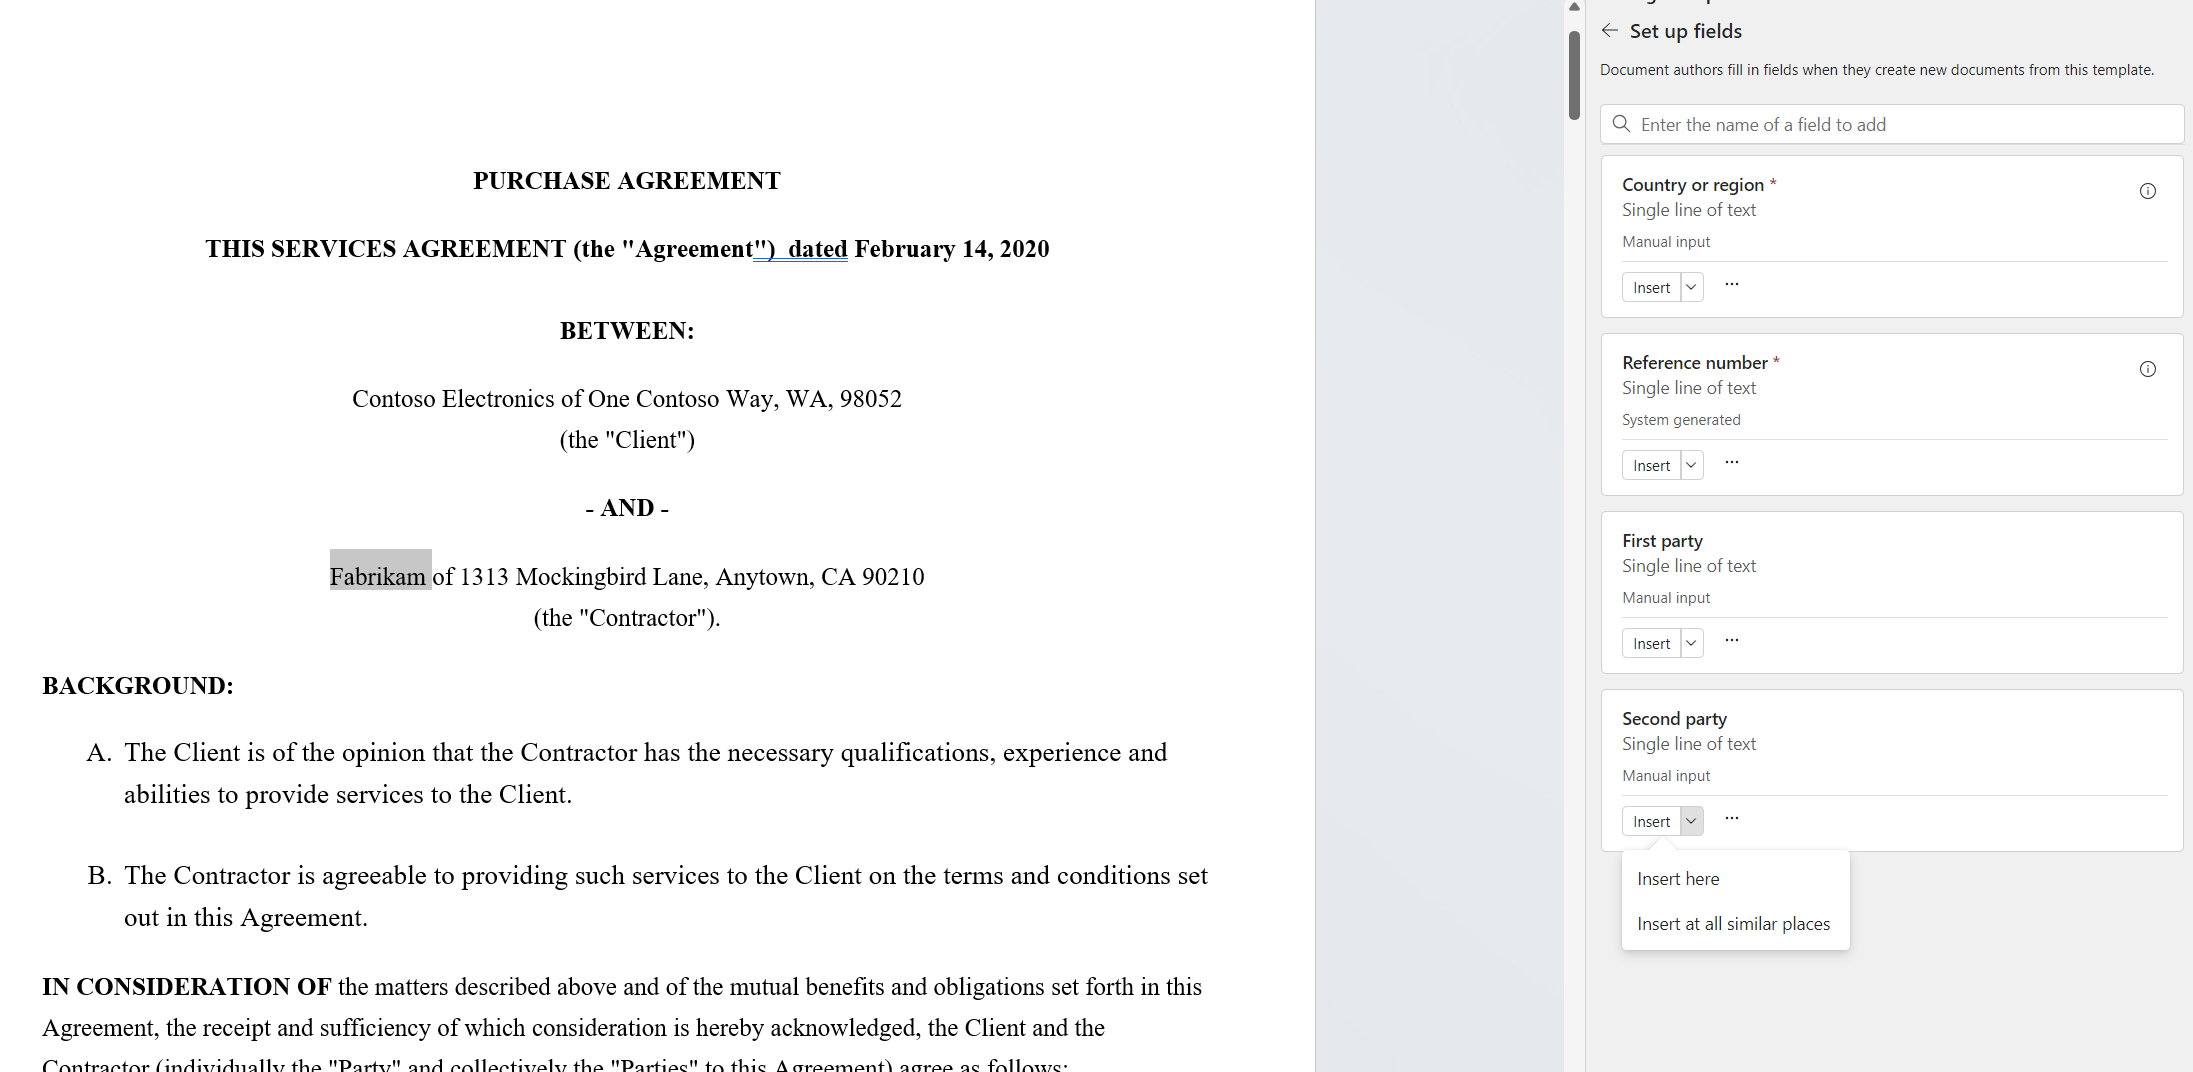 PURCHASE AGREEMENT
THIS SERVICES AGREEMENT (the "Agreement") dated February 14, 2020
BETWEEN:
Contoso Electronics of One Contoso Way, WA, 98052
(the "Client")
- AND -
Fabrikam of 1313 Mockingbird Lane, Anytown, CA 90210
(the "Contractor").
BACKGROUND:
A. The Client is of the opinion that the Contractor has the necessary qualifications, experience and
abilities to provide services to the Client.
B. The Contractor is agreeable to providing such services to the Client on the terms and conditions set
out in this Agreement.
IN CONSIDERATION OF the matters described above and of the mutual benefits and obligations set forth in this
Agreement, the receipt and sufficiency of which consideration is hereby acknowledged, the Client and the
Contractor (individually the "Party" and collectively the "Parties" to this Agreement) agree as follows:
Set up fields
Document authors fill in fields when they create new documents from this template.
Enter the name of a field to add
Country or region *
Single line of text
Manual input
Insert
Reference number *
Single line of text
System generated
Insert
First party
Single line of text
Manual input
Insert
Second party
Single line of text
Manual input
Insert
Insert here
Insert at all similar places